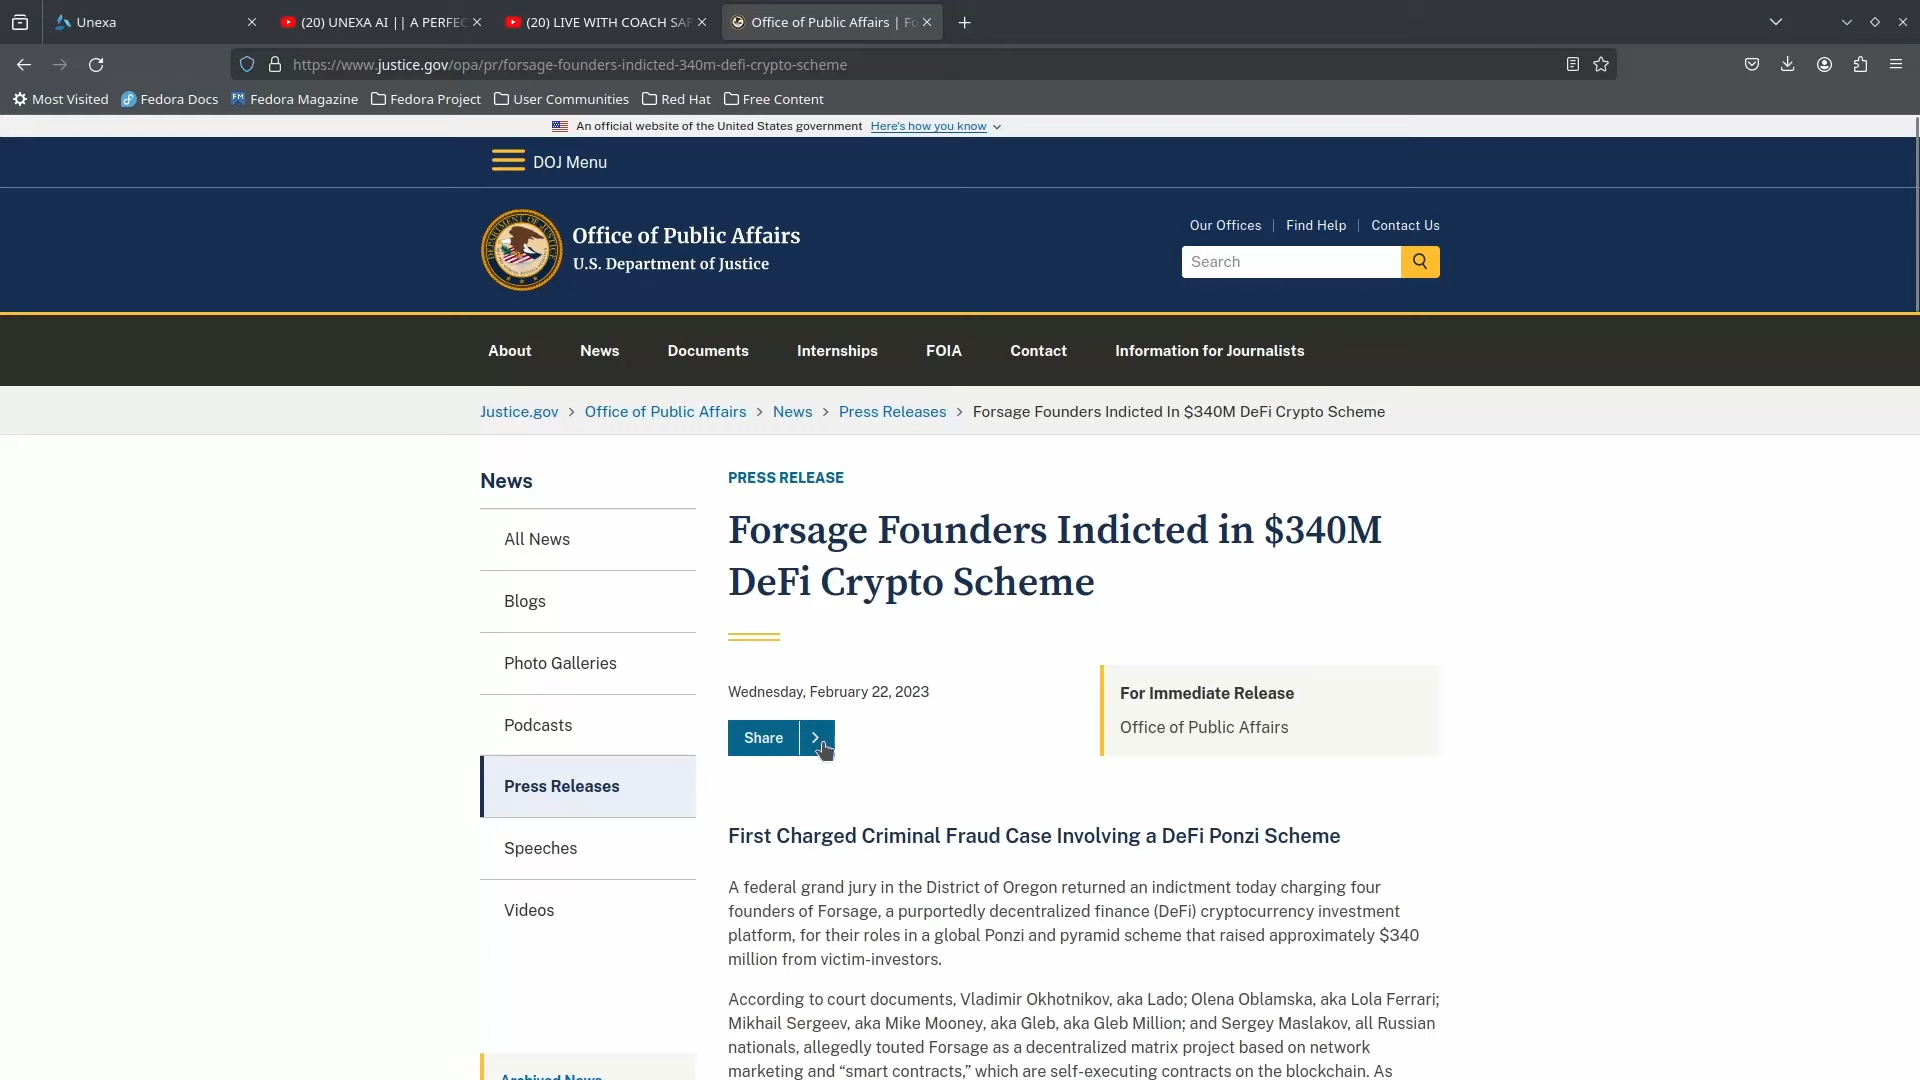 Unexa
(20) UNEXA AI || A PERFEC
(20) LIVE WITH COACH SAF
Office of Public Affairs | Fo
https://www.justice.gov/opa/pr/forsage-founders-indicted-340m-defi-crypto-scheme
Most Visited
Fedora Docs
Fedora Magazine
Fedora Project
User Communities
Red Hat
Free Content
An official website of the United States government Here's how you know
DOJ Menu
Office of Public Affairs
U.S. Department of Justice
Our Offices
Find Help
Contact Us
Search
About
News
Documents
Internships
FOIA
Contact
Information for Journalists
Justice.gov > Office of Public Affairs > News > Press Releases > Forsage Founders Indicted In $340M DeFi Crypto Scheme
News
All News
Blogs
Photo Galleries
Podcasts
Press Releases
Speeches
Videos
Archived News
PRESS RELEASE
Forsage Founders Indicted in $340M
DeFi Crypto Scheme
Wednesday, February 22, 2023
Share
For Immediate Release
Office of Public Affairs
First Charged Criminal Fraud Case Involving a DeFi Ponzi Scheme
A federal grand jury in the District of Oregon returned an indictment today charging four
founders of Forsage, a purportedly decentralized finance (DeFi) cryptocurrency investment
platform, for their roles in a global Ponzi and pyramid scheme that raised approximately $340
million from victim-investors.
According to court documents, Vladimir Okhotnikov, aka Lado; Olena Oblamska, aka Lola Ferrari;
Mikhail Sergeev, aka Mike Mooney, aka Gleb, aka Gleb Million; and Sergey Maslakov, all Russian
nationals, allegedly touted Forsage as a decentralized matrix project based on network
marketing and “smart contracts,” which are self-executing contracts on the blockchain. As